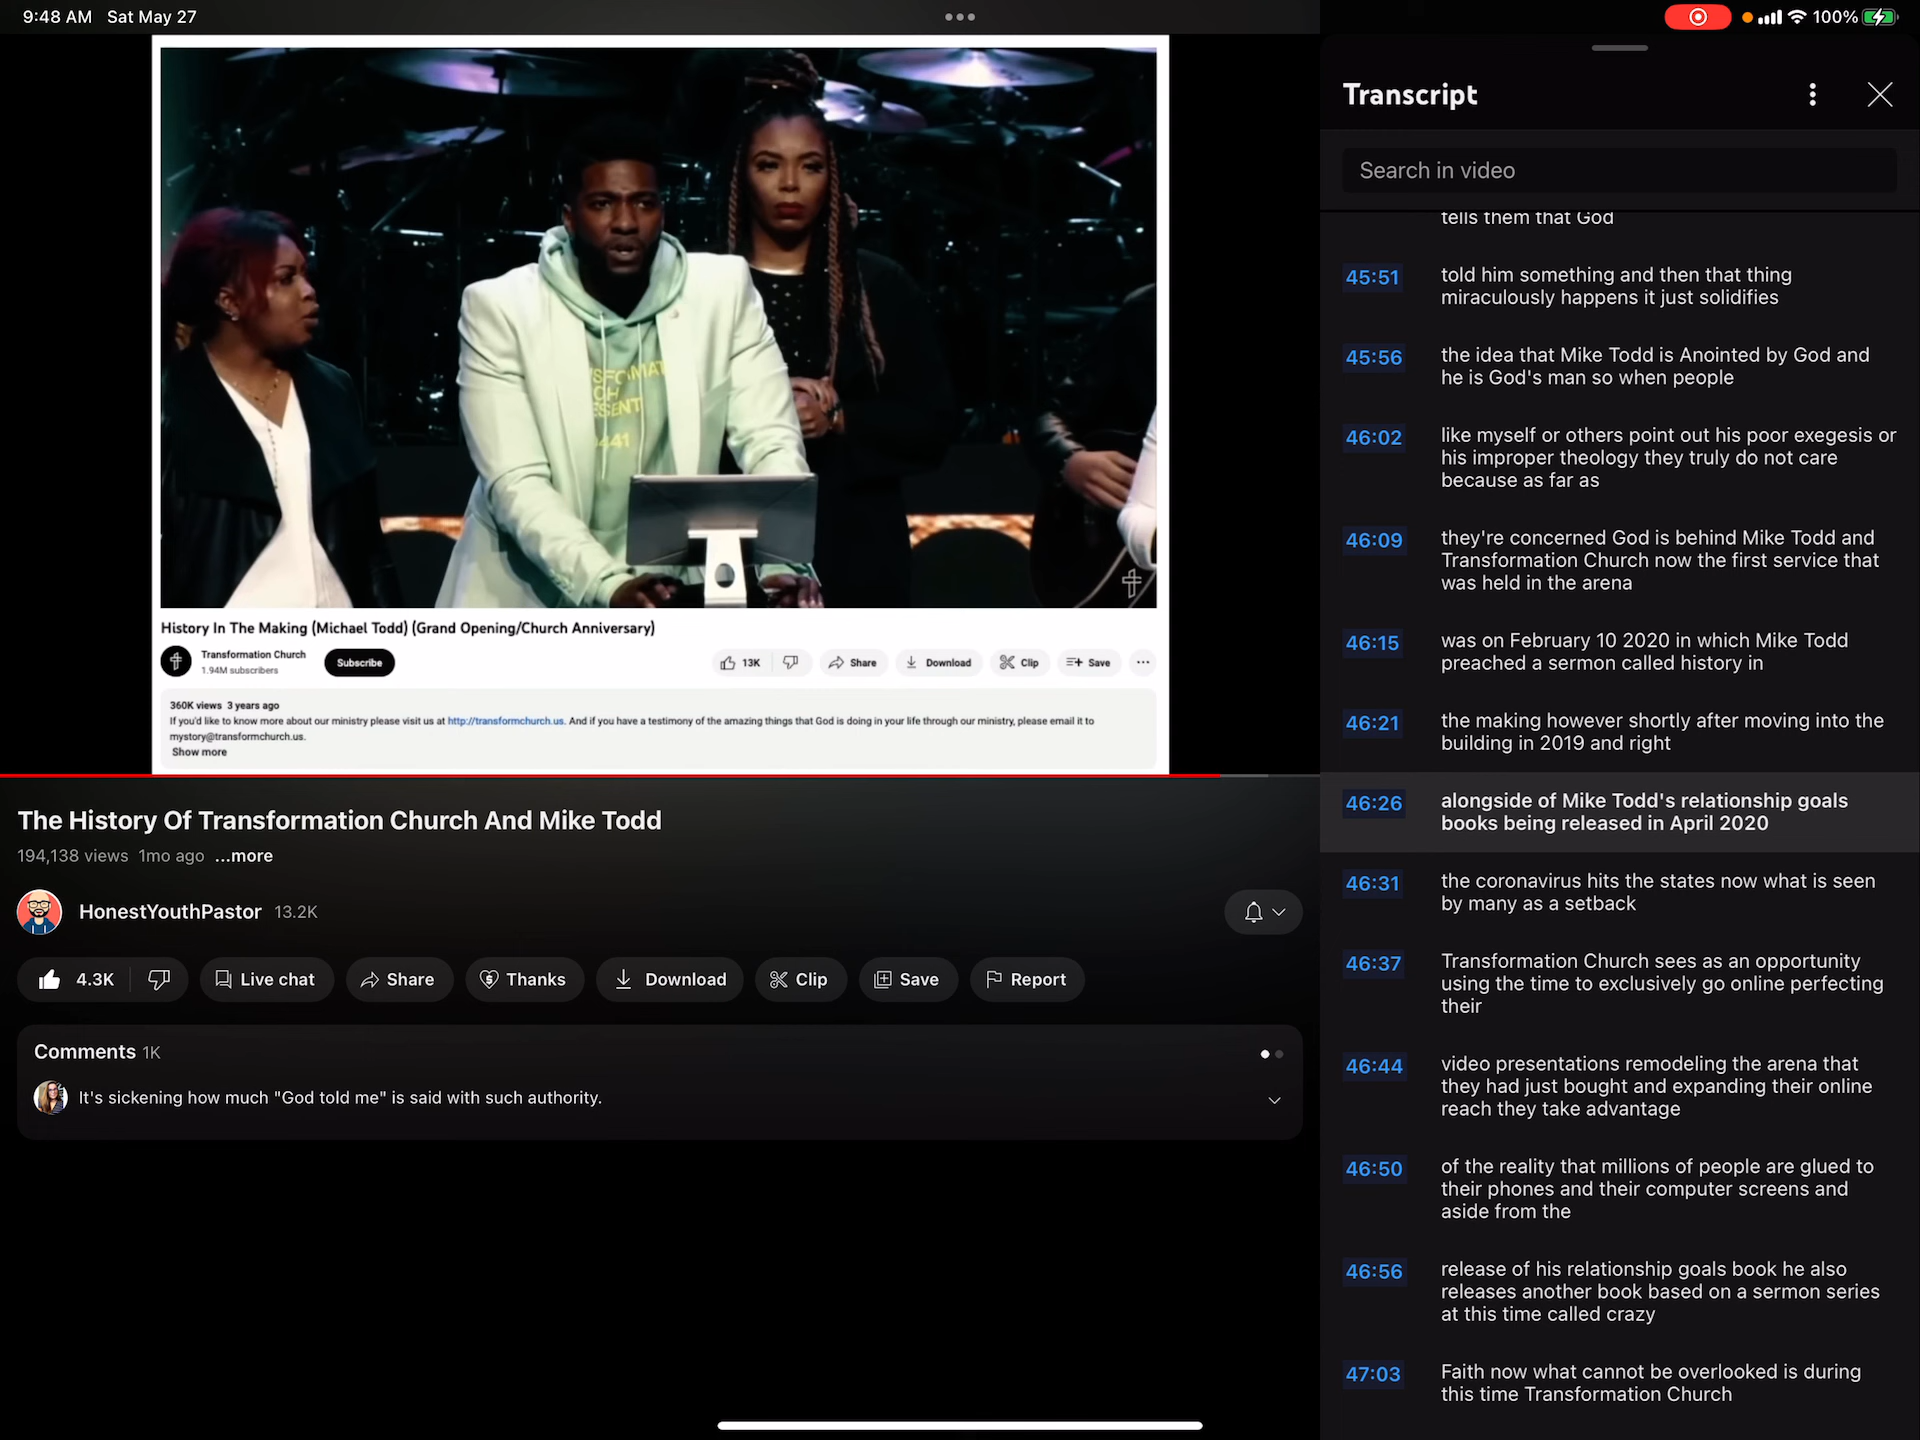 9:48 AM Sat May 27
100%
Transcript
Search in video
tells them that God
45:51 told him something and then that thing
miraculously happens it just solidifies
45:56 the idea that Mike Todd is Anointed by God and
he is God's man so when people
46:02 like myself or others point out his poor exegesis or
his improper theology they truly do not care
because as far as
46:09 they're concerned God is behind Mike Todd and
Transformation Church now the first service that
was held in the arena
46:15 was on February 10 2020 in which Mike Todd
preached a sermon called history in
46:21 the making however shortly after moving into the
building in 2019 and right
46:26 alongside of Mike Todd's relationship goals
books being released in April 2020
46:31 the coronavirus hits the states now what is seen
by many as a setback
46:37 Transformation Church sees as an opportunity
using the time to exclusively go online perfecting
their
46:44 video presentations remodeling the arena that
they had just bought and expanding their online
reach they take advantage
46:50 of the reality that millions of people are glued to
their phones and their computer screens and
aside from the
46:56 release of his relationship goals book he also
releases another book based on a sermon series
at this time called crazy
47:03 Faith now what cannot be overlooked is during
this time Transformation Church
History In The Making (Michael Todd) (Grand Opening/Church Anniversary)
Transformation Church
1.94M subscribers
Subscribe
13K Share Download Clip Save
360K views 3 years ago
If you'd like to know more about our ministry please visit us at http://transformchurch.us. And if you have a testimony of the amazing things that God is doing in your life through our ministry, please email it to
mystory@transformchurch.us.
Show more
The History Of Transformation Church And Mike Todd
194,138 views 1mo ago ...more
HonestYouthPastor 13.2K
4.3K Live chat Share Thanks Download Clip Save Report
Comments 1K
It's sickening how much "God told me" is said with such authority.